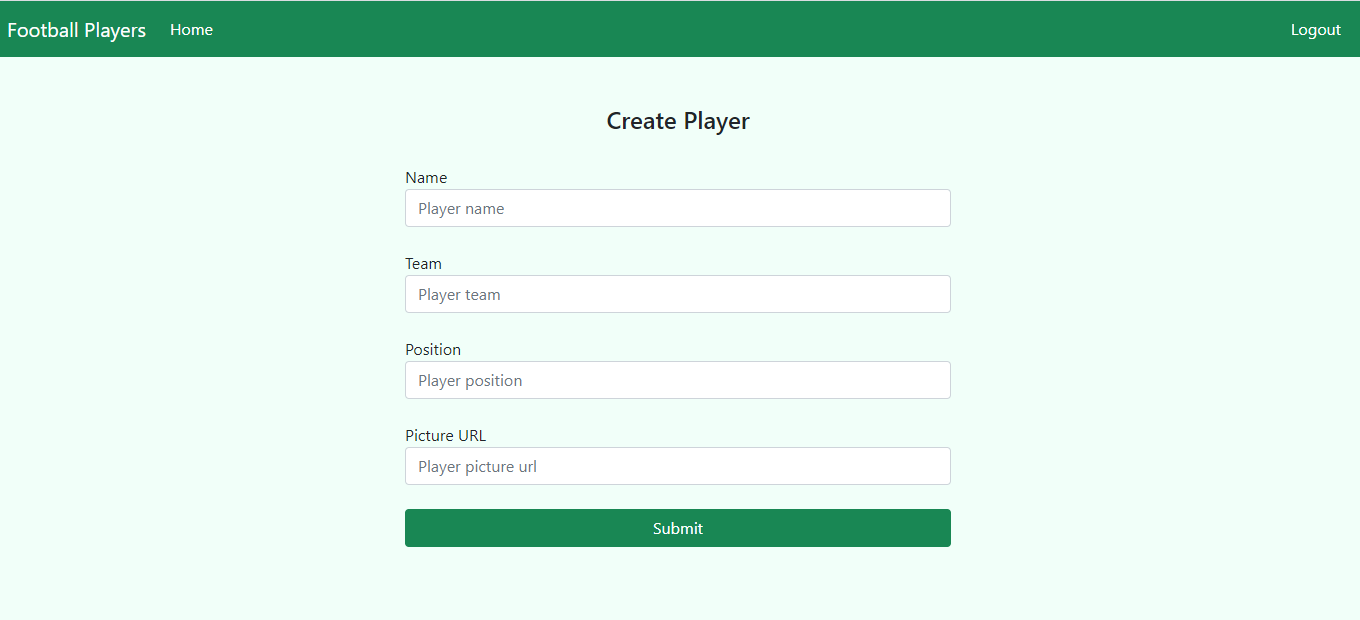 Football Players Home Logout
Create Player
Name
Player name
Team
Player team
Position
Player position
Picture URL
Player picture url
Submit